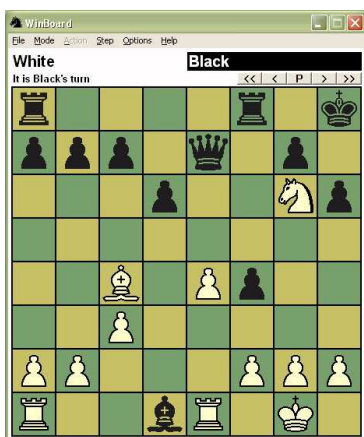 WinBoard
File Mode Action Step Options Help
White Black
It is Black's turn
<< < P > >>